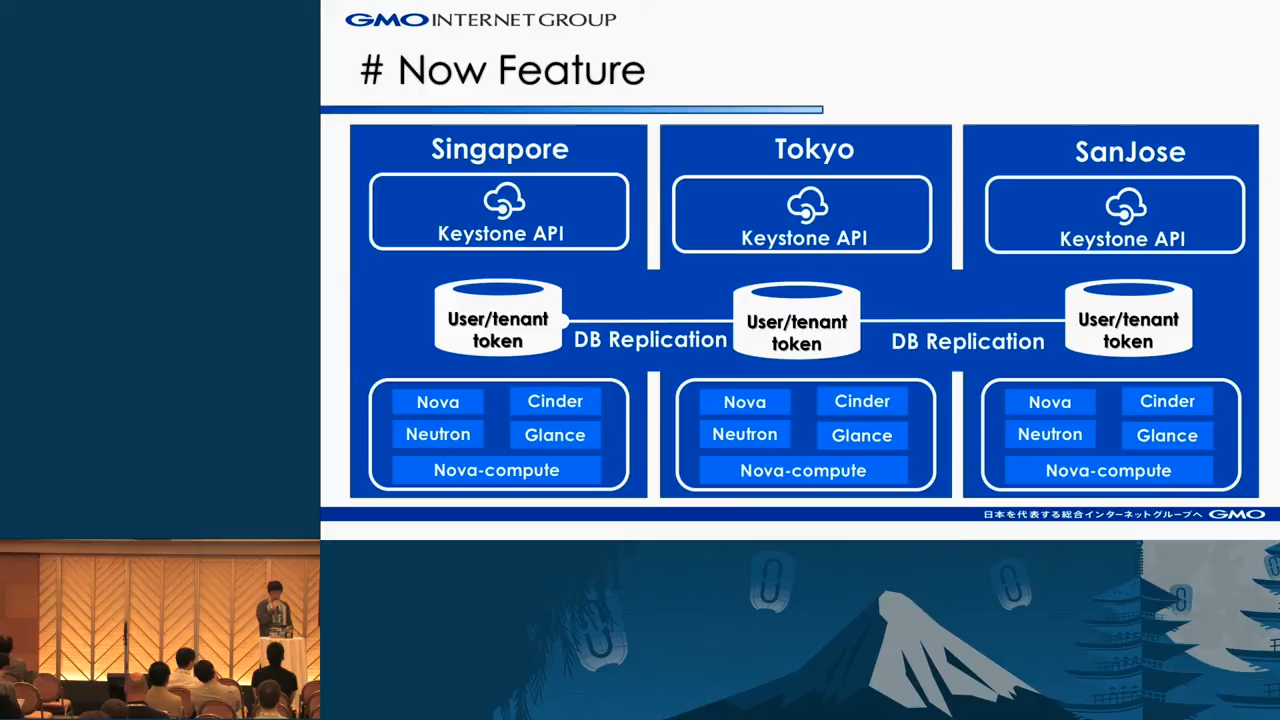 GMO INTERNET GROUP
# Now Feature
Singapore
Keystone API
Tokyo
Keystone API
SanJose
Keystone API
User/tenant
token
DB Replication
User/tenant
token
DB Replication
User/tenant
token
Nova
Cinder
Neutron
Glance
Nova-compute
Nova
Cinder
Neutron
Glance
Nova-compute
Nova
Cinder
Neutron
Glance
Nova-compute
日本を代表する総合インターネットグループへ GMO